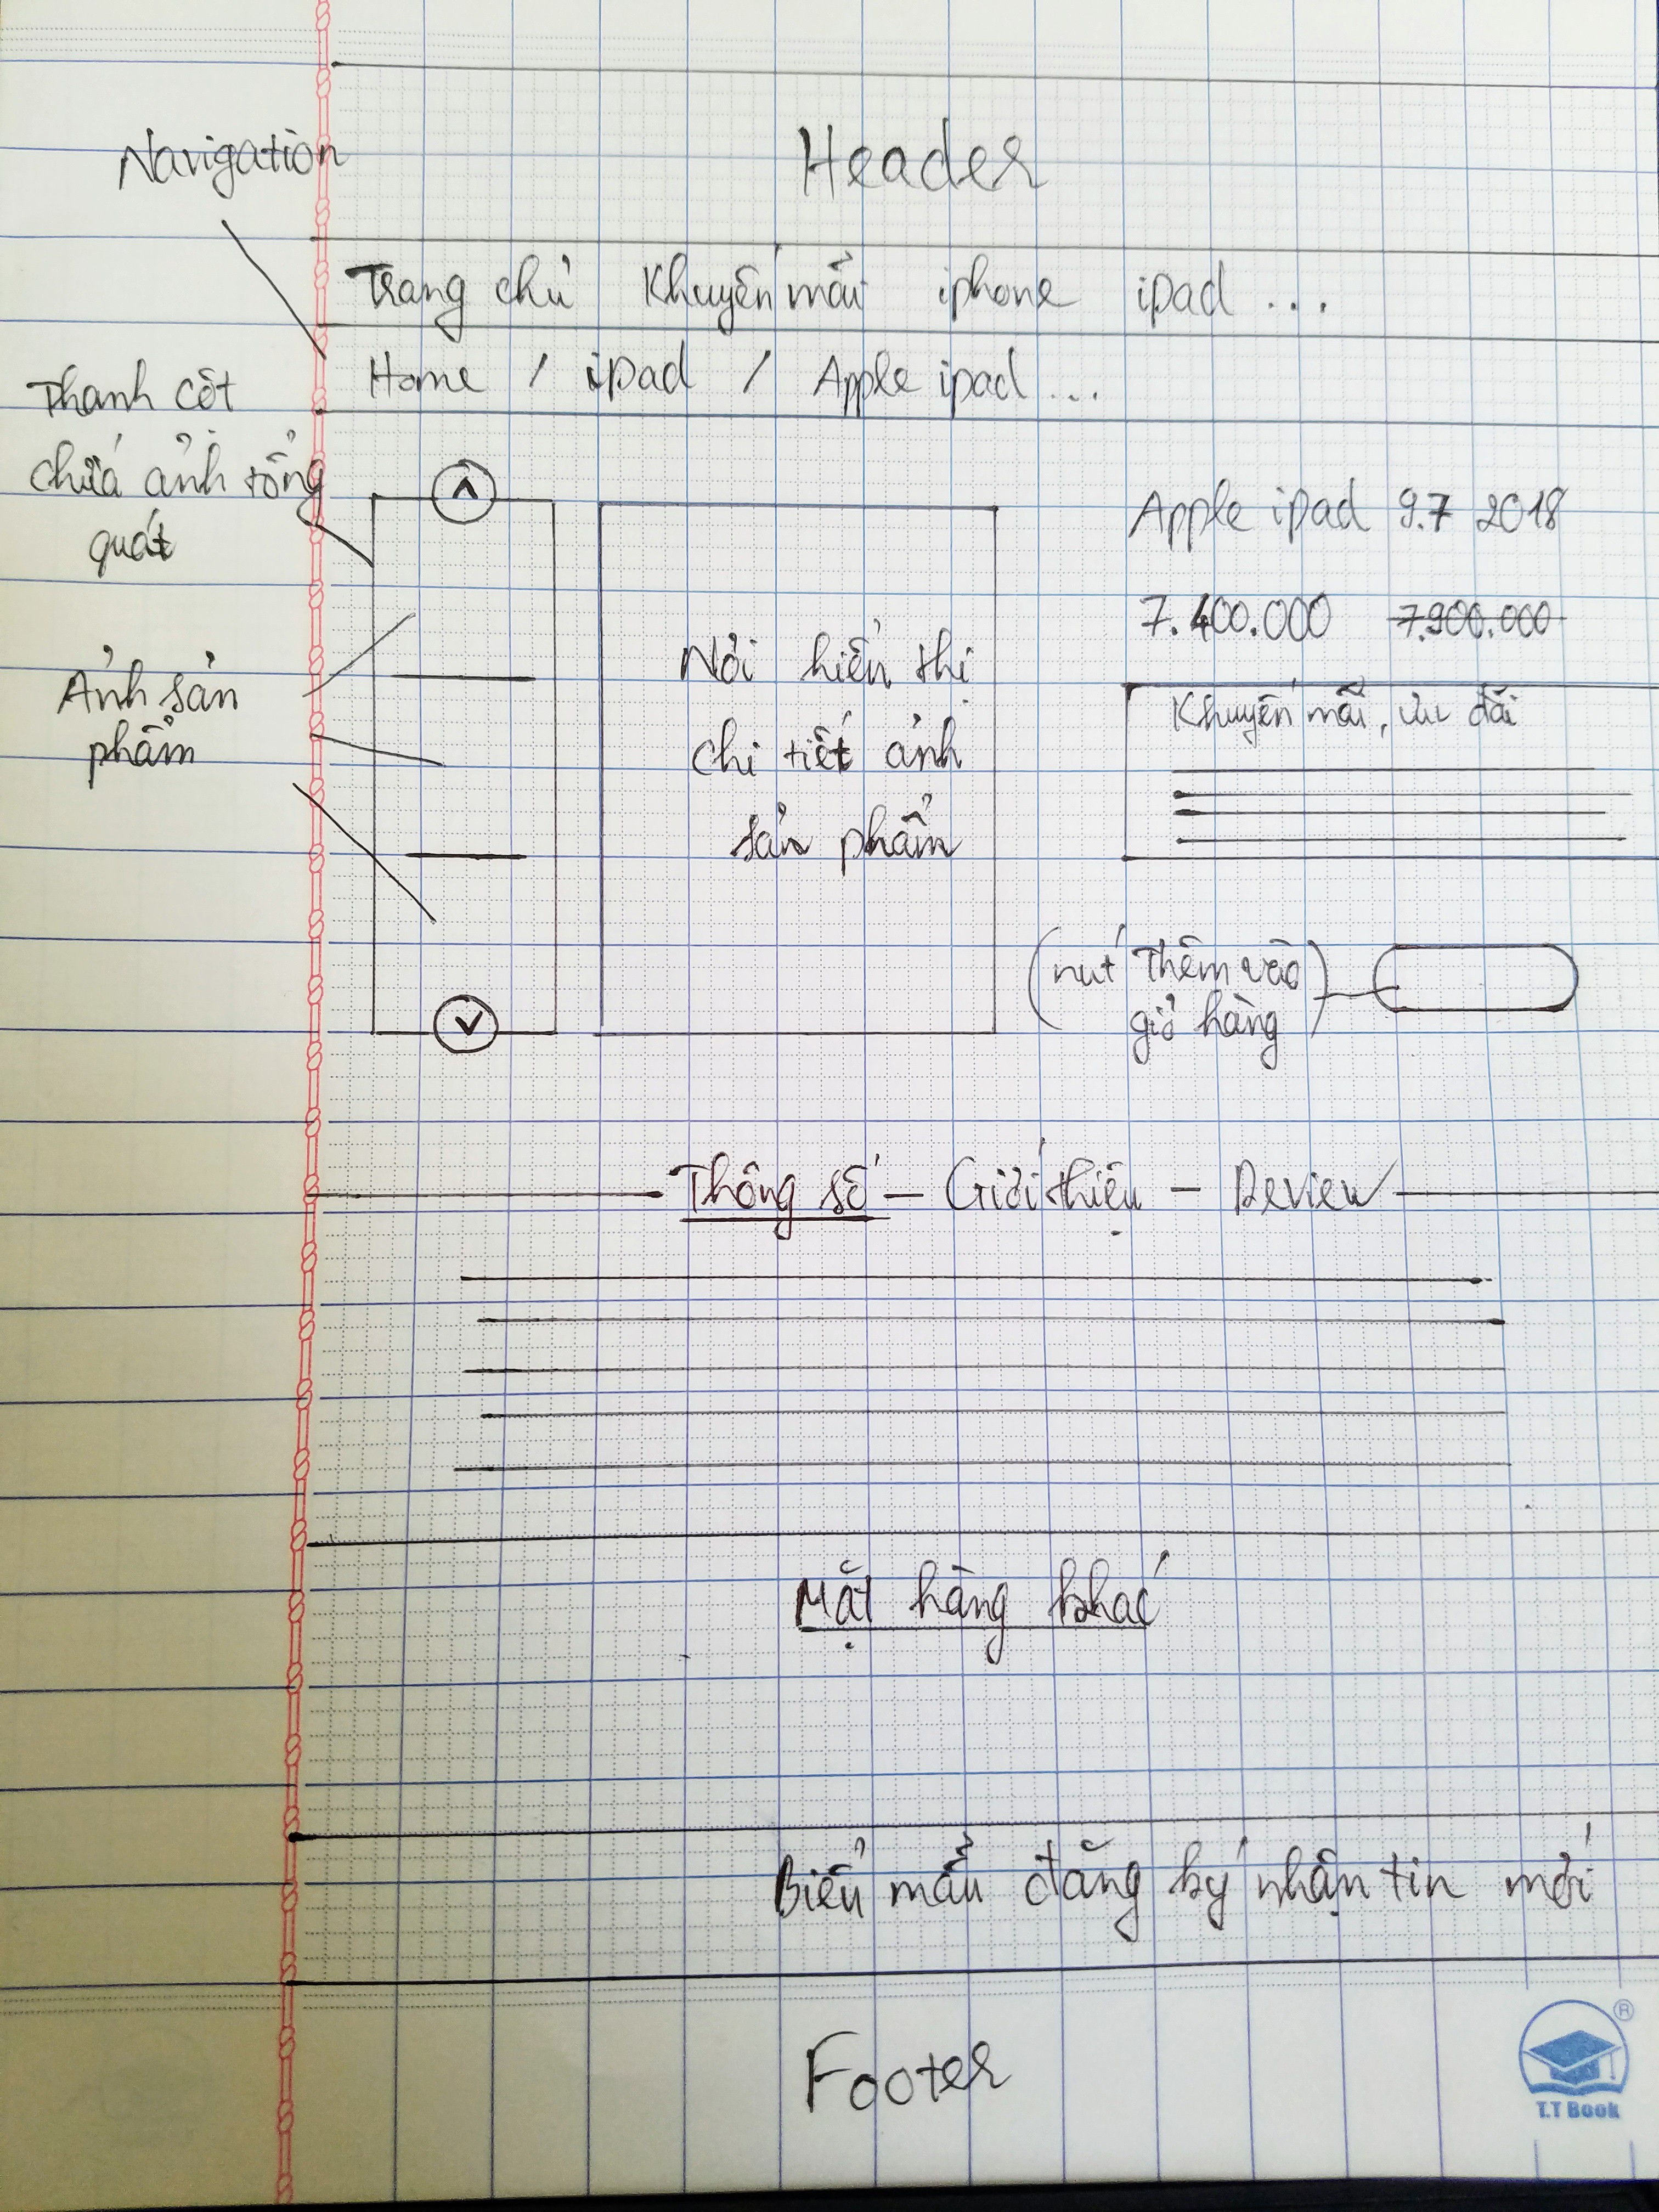 Navigation
Header
Trang chủ Khuyến mãi iphone ipad ...
Home / ipad / Apple ipad ...
Thanh cột
chứa ảnh tổng
quát
Apple ipad 9.7 2018
7.400.000 7.900.000
Ảnh sản
phẩm
Nơi hiển thị
chi tiết ảnh
sản phẩm
Khuyến mãi, ưu đãi
(nút thêm vào
giỏ hàng)
Thông số - Giới thiệu - Review
Mặt hàng khác
Biểu mẫu đăng ký nhận tin mới
Footer
®
T.T Book